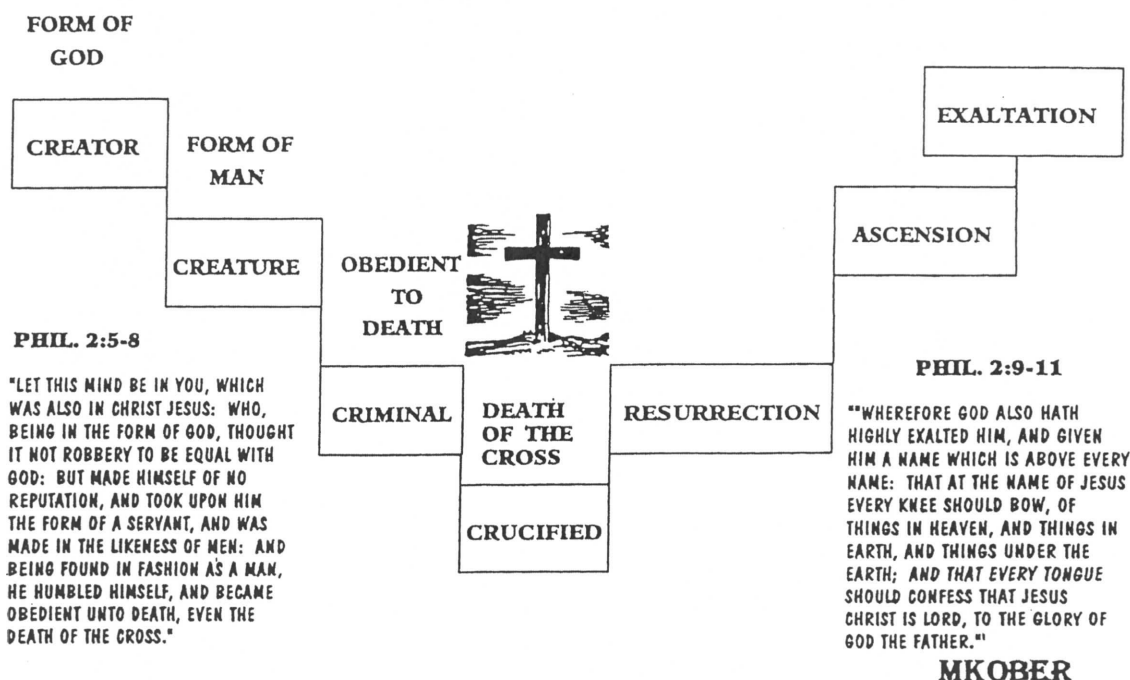 FORM OF
GOD
CREATOR
FORM OF
MAN
CREATURE
OBEDIENT
TO
DEATH
CRIMINAL
DEATH
OF THE
CROSS
CRUCIFIED
RESURRECTION
ASCENSION
EXALTATION
PHIL. 2:5-8
"LET THIS MIND BE IN YOU, WHICH
WAS ALSO IN CHRIST JESUS: WHO,
BEING IN THE FORM OF GOD, THOUGHT
IT NOT ROBBERY TO BE EQUAL WITH
GOD: BUT MADE HIMSELF OF NO
REPUTATION, AND TOOK UPON HIM
THE FORM OF A SERVANT, AND WAS
MADE IN THE LIKENESS OF MEN: AND
BEING FOUND IN FASHION AS A MAN,
HE HUMBLED HIMSELF, AND BECAME
OBEDIENT UNTO DEATH, EVEN THE
DEATH OF THE CROSS."
PHIL. 2:9-11
""WHEREFORE GOD ALSO HATH
HIGHLY EXALTED HIM, AND GIVEN
HIM A NAME WHICH IS ABOVE EVERY
NAME: THAT AT THE NAME OF JESUS
EVERY KNEE SHOULD BOW, OF
THINGS IN HEAVEN, AND THINGS IN
EARTH, AND THINGS UNDER THE
EARTH; AND THAT EVERY TONGUE
SHOULD CONFESS THAT JESUS
CHRIST IS LORD, TO THE GLORY OF
GOD THE FATHER."'
MKOBER